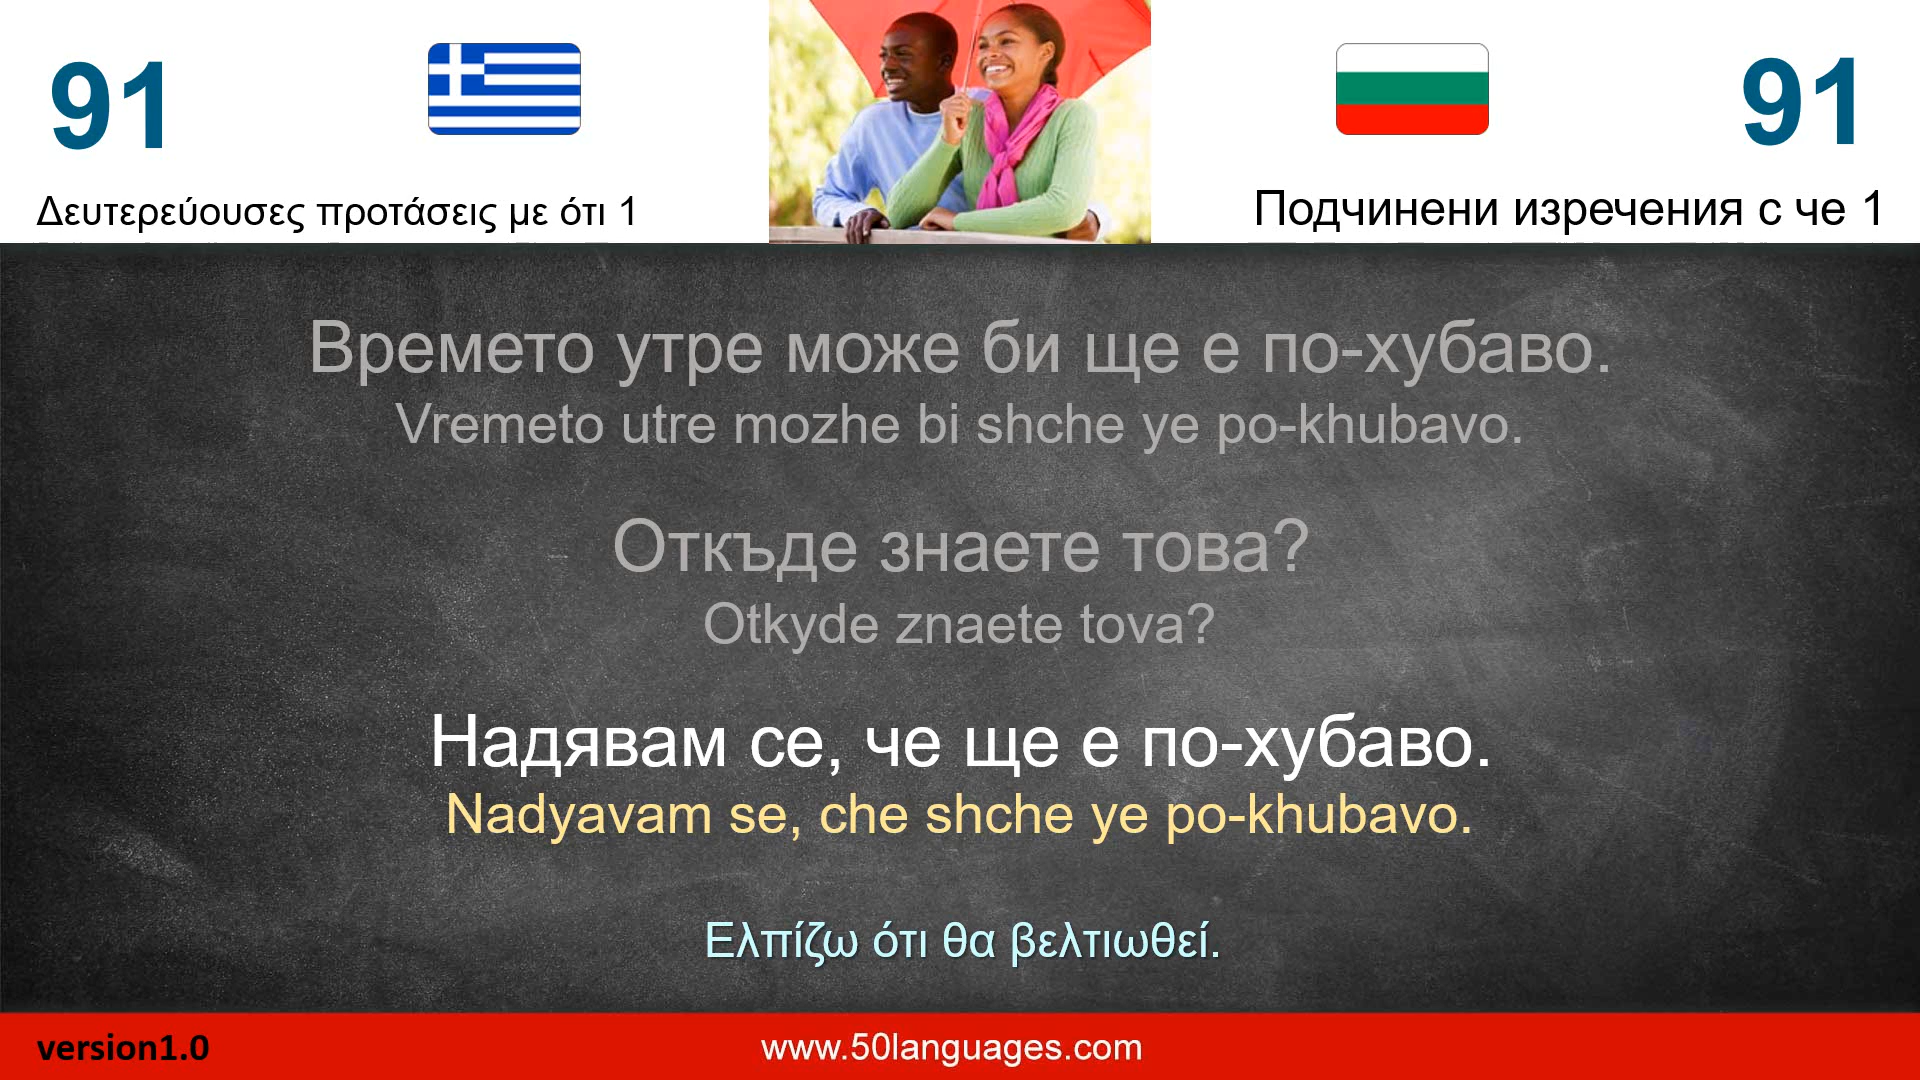 91
91
Δευτερεύουσες προτάσεις με ότι 1
Подчинени изречения с че 1
Времето утре може би ще е по-хубаво.
Vremeto utre mozhe bi shche ye po-khubavo.
Откъде знаете това?
Otkyde znaete tova?
Надявам се, че ще е по-хубаво.
Nadyavam se, che shche ye po-khubavo.
Ελπίζω ότι θα βελτιωθεί.
version1.0
www.50languages.com